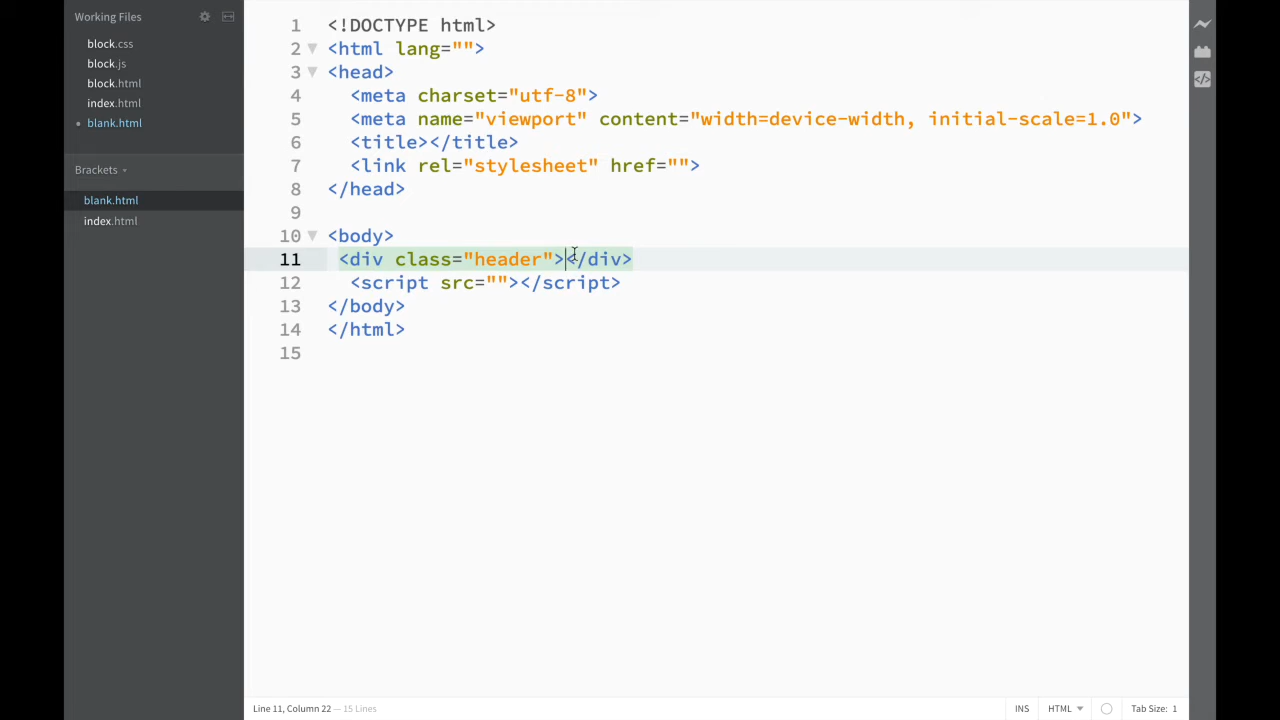 Working Files
block.css
block.js
block.html
index.html
blank.html
Brackets
blank.html
index.html
1 <!DOCTYPE html>
2 <html lang="">
3 <head>
4 <meta charset="utf-8">
5 <meta name="viewport" content="width=device-width, initial-scale=1.0">
6 <title></title>
7 <link rel="stylesheet" href="">
8 </head>
9
10 <body>
11 <div class="header"></div>
12 <script src=""></script>
13 </body>
14 </html>
15
Line 11, Column 22 — 15 Lines
INS HTML Tab Size: 1